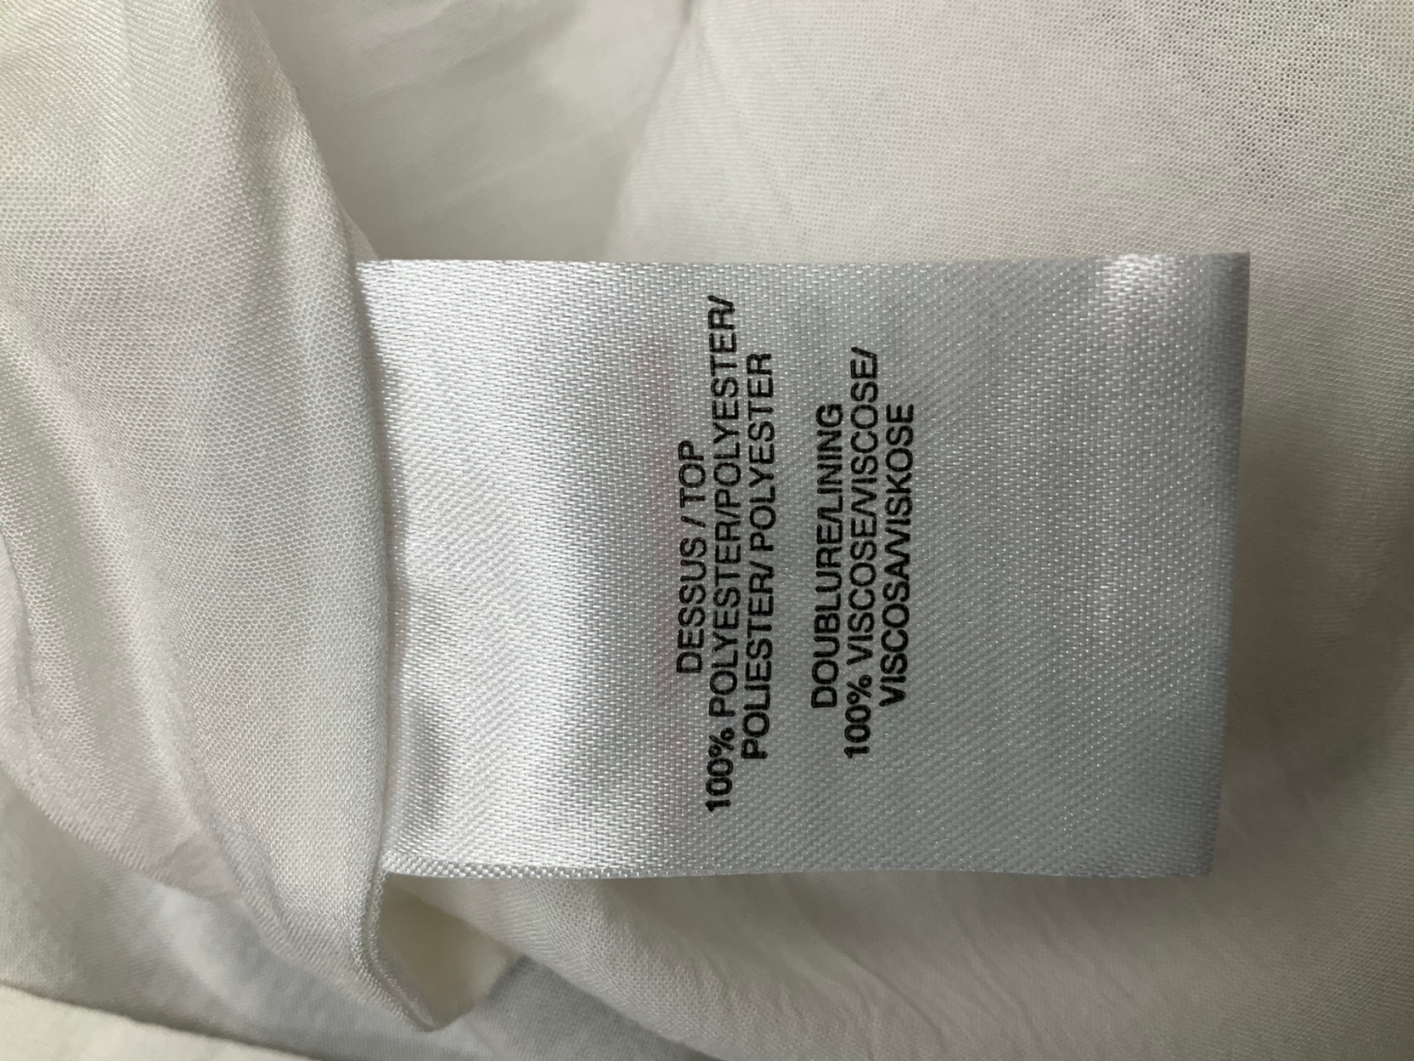 DESSUS / TOP
100% POLYESTER/POLYESTER/
POLIESTER/ POLYESTER
DOUBLURE/LINING
100% VISCOSE/VISCOSE/
VISCOSA/VISKOSE